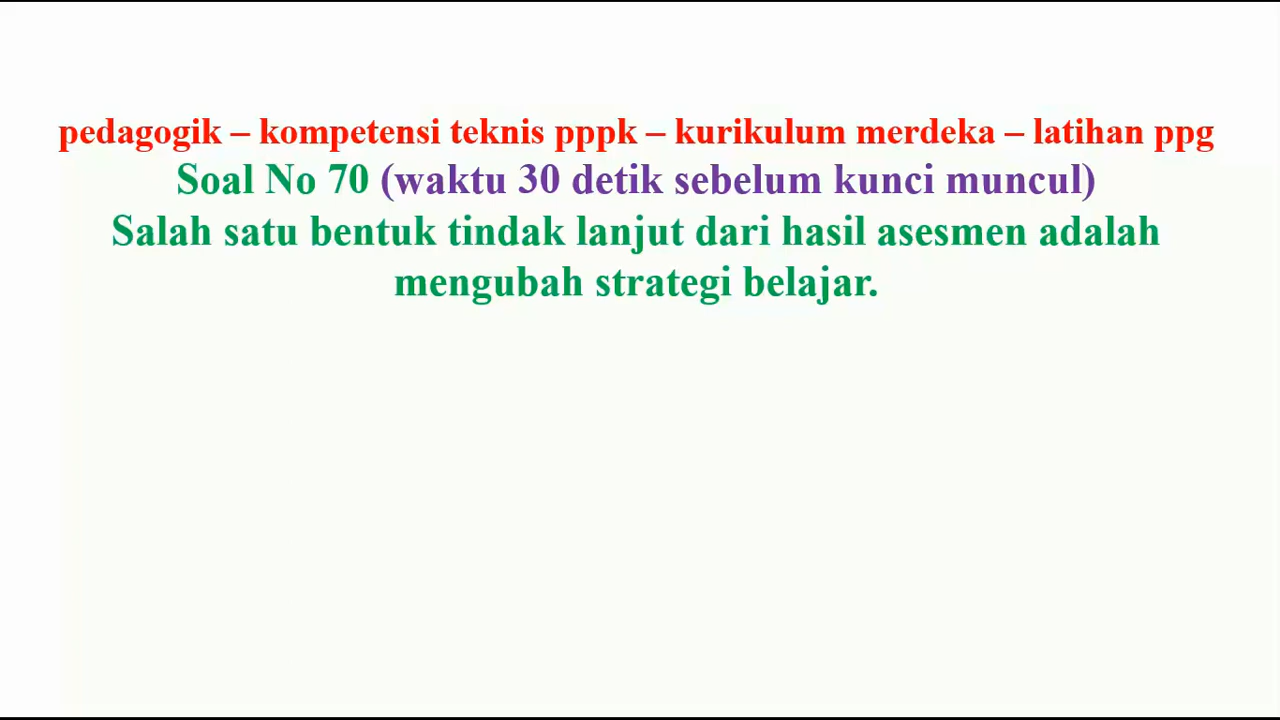 pedagogik – kompetensi teknis pppk – kurikulum merdeka – latihan ppg
Soal No 70 (waktu 30 detik sebelum kunci muncul)
Salah satu bentuk tindak lanjut dari hasil asesmen adalah
mengubah strategi belajar.